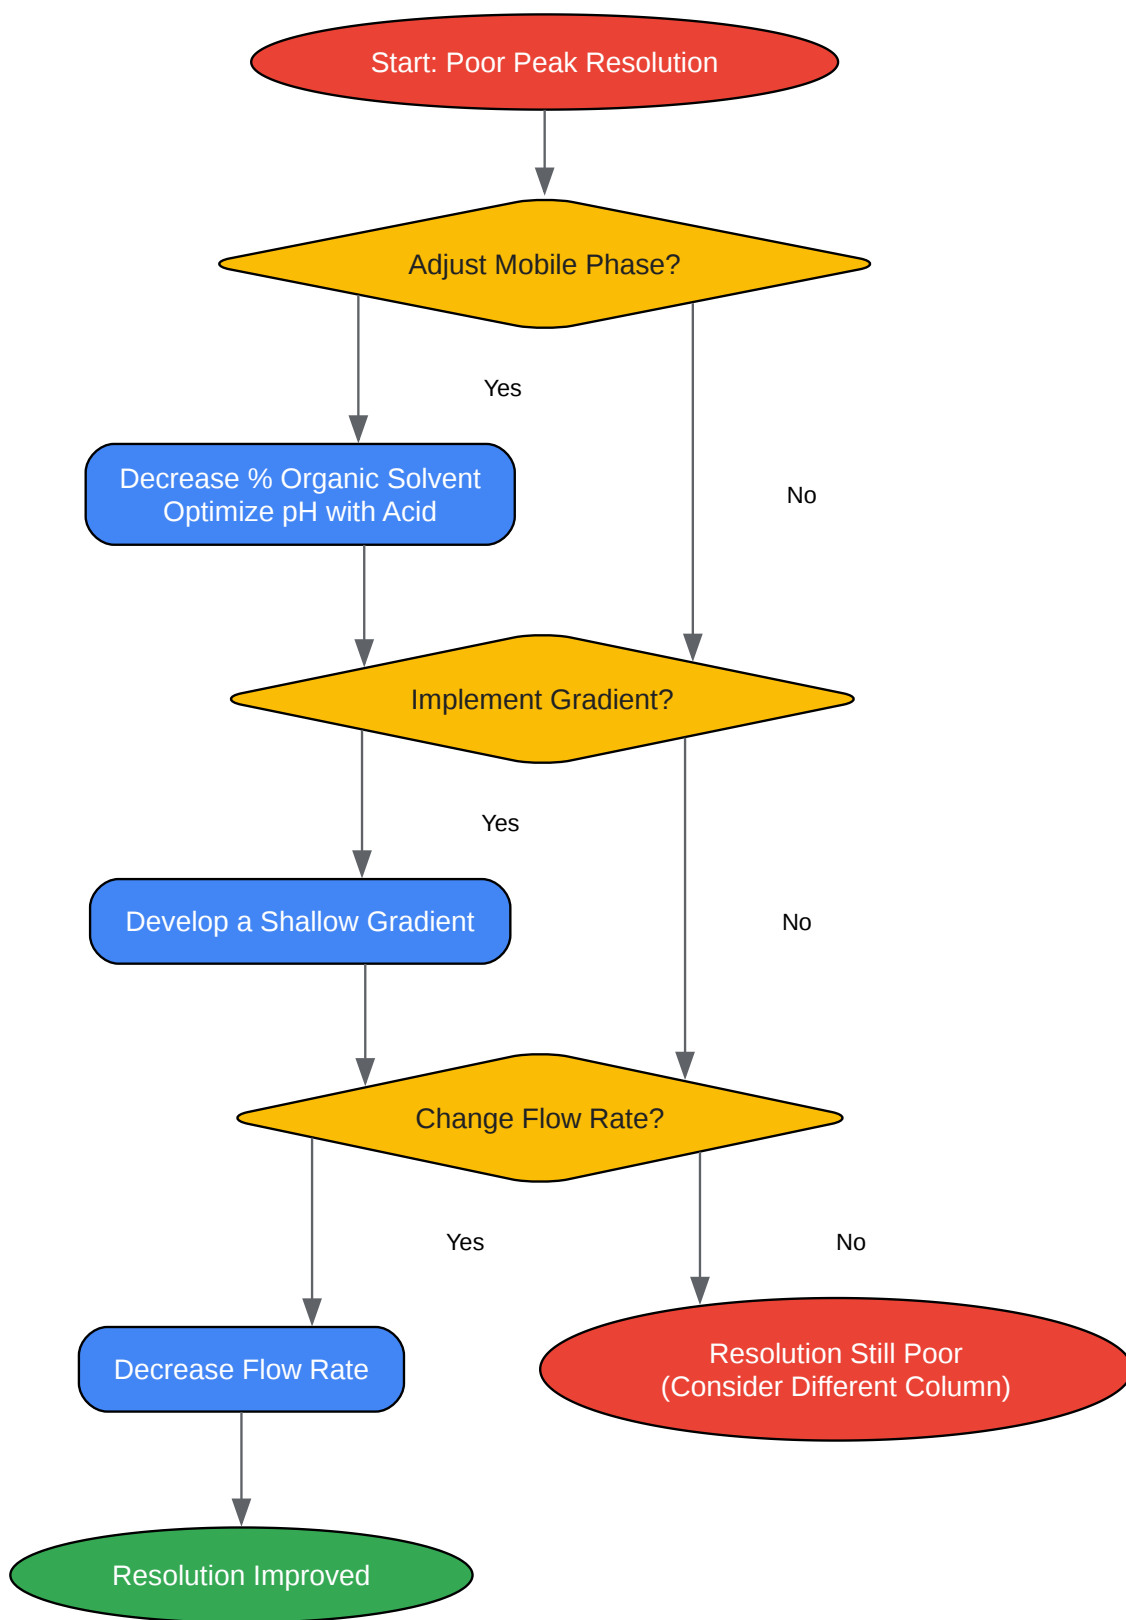 Start: Poor Peak Resolution
Adjust Mobile Phase?
Yes
Decrease % Organic Solvent
Optimize pH with Acid
No
Implement Gradient?
Yes
Develop a Shallow Gradient
No
Change Flow Rate?
Yes
No
Decrease Flow Rate
Resolution Still Poor
(Consider Different Column)
Resolution Improved